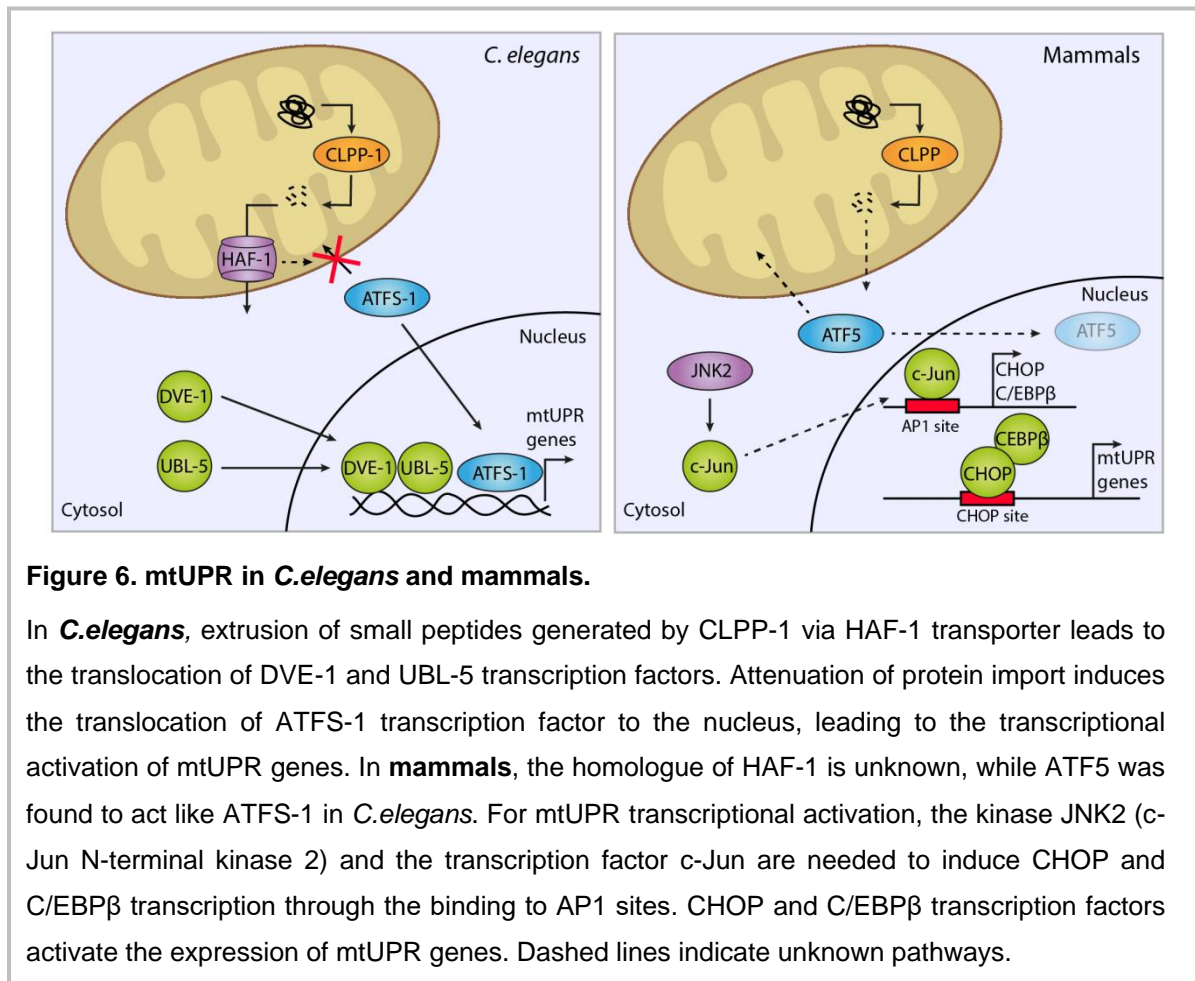 C. elegans
CLPP-1
HAF-1
ATFS-1
Nucleus
DVE-1
mtUPR
genes
UBL-5
DVE-1
UBL-5
ATFS-1
Cytosol
Mammals
CLPP
Nucleus
ATF5
ATF5
JNK2
c-Jun
CHOP
C/EBPβ
AP1 site
c-Jun
CEBPβ
CHOP
mtUPR
genes
Cytosol
CHOP site
Figure 6. mtUPR in C.elegans and mammals.
In C.elegans, extrusion of small peptides generated by CLPP-1 via HAF-1 transporter leads to
the translocation of DVE-1 and UBL-5 transcription factors. Attenuation of protein import induces
the translocation of ATFS-1 transcription factor to the nucleus, leading to the transcriptional
activation of mtUPR genes. In mammals, the homologue of HAF-1 is unknown, while ATF5 was
found to act like ATFS-1 in C.elegans. For mtUPR transcriptional activation, the kinase JNK2 (c-
Jun N-terminal kinase 2) and the transcription factor c-Jun are needed to induce CHOP and
C/EBPβ transcription through the binding to AP1 sites. CHOP and C/EBPβ transcription factors
activate the expression of mtUPR genes. Dashed lines indicate unknown pathways.